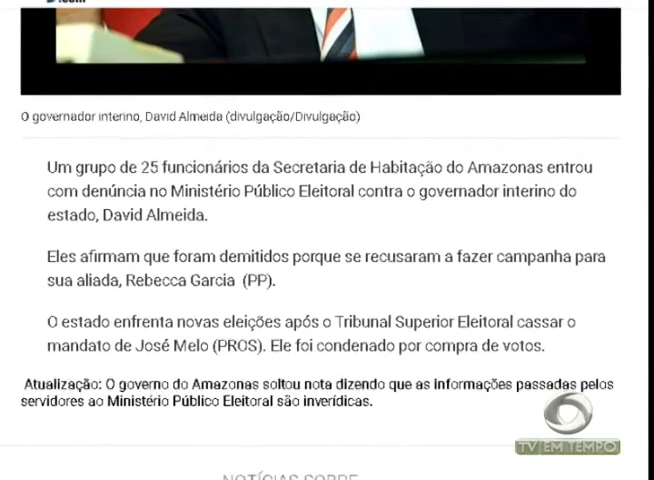 .com
O governador interino, David Almeida (divulgação/Divulgação)
Um grupo de 25 funcionários da Secretaria de Habitação do Amazonas entrou
com denúncia no Ministério Público Eleitoral contra o governador interino do
estado, David Almeida.
Eles afirmam que foram demitidos porque se recusaram a fazer campanha para
sua aliada, Rebecca Garcia (PP).
O estado enfrenta novas eleições após o Tribunal Superior Eleitoral cassar o
mandato de José Melo (PROS). Ele foi condenado por compra de votos.
Atualização: O governo do Amazonas soltou nota dizendo que as informações passadas pelos
servidores ao Ministério Público Eleitoral são inverídicas.
TV EM TEMPO
NOTÍCIAS SOBRE